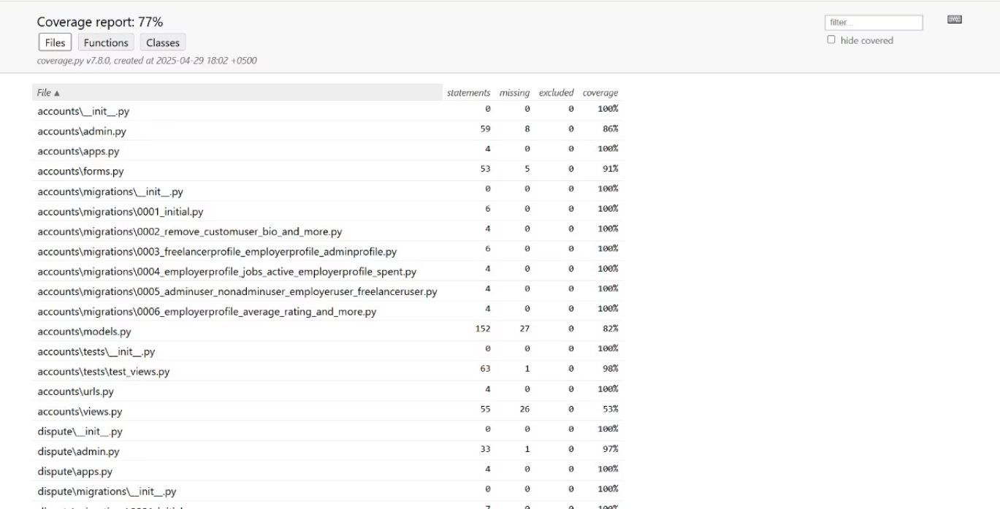 Coverage report: 77%
filter...
Files Functions Classes
hide covered
coverage.py v7.8.0, created at 2025-04-29 18:02 +0500
File ▲ statements missing excluded coverage
accounts\__init__.py 0 0 0 100%
accounts\admin.py 59 8 0 86%
accounts\apps.py 4 0 0 100%
accounts\forms.py 53 5 0 91%
accounts\migrations\__init__.py 0 0 0 100%
accounts\migrations\0001_initial.py 6 0 0 100%
accounts\migrations\0002_remove_customuser_bio_and_more.py 4 0 0 100%
accounts\migrations\0003_freelancerprofile_employerprofile_adminprofile.py 6 0 0 100%
accounts\migrations\0004_employerprofile_jobs_active_employerprofile_spent.py 4 0 0 100%
accounts\migrations\0005_adminuser_nonadminuser_employeruser_freelanceruser.py 4 0 0 100%
accounts\migrations\0006_employerprofile_average_rating_and_more.py 4 0 0 100%
accounts\models.py 152 27 0 82%
accounts\tests\__init__.py 0 0 0 100%
accounts\tests\test_views.py 63 1 0 98%
accounts\urls.py 4 0 0 100%
accounts\views.py 55 26 0 53%
dispute\__init__.py 0 0 0 100%
dispute\admin.py 33 1 0 97%
dispute\apps.py 4 0 0 100%
dispute\migrations\__init__.py 0 0 0 100%